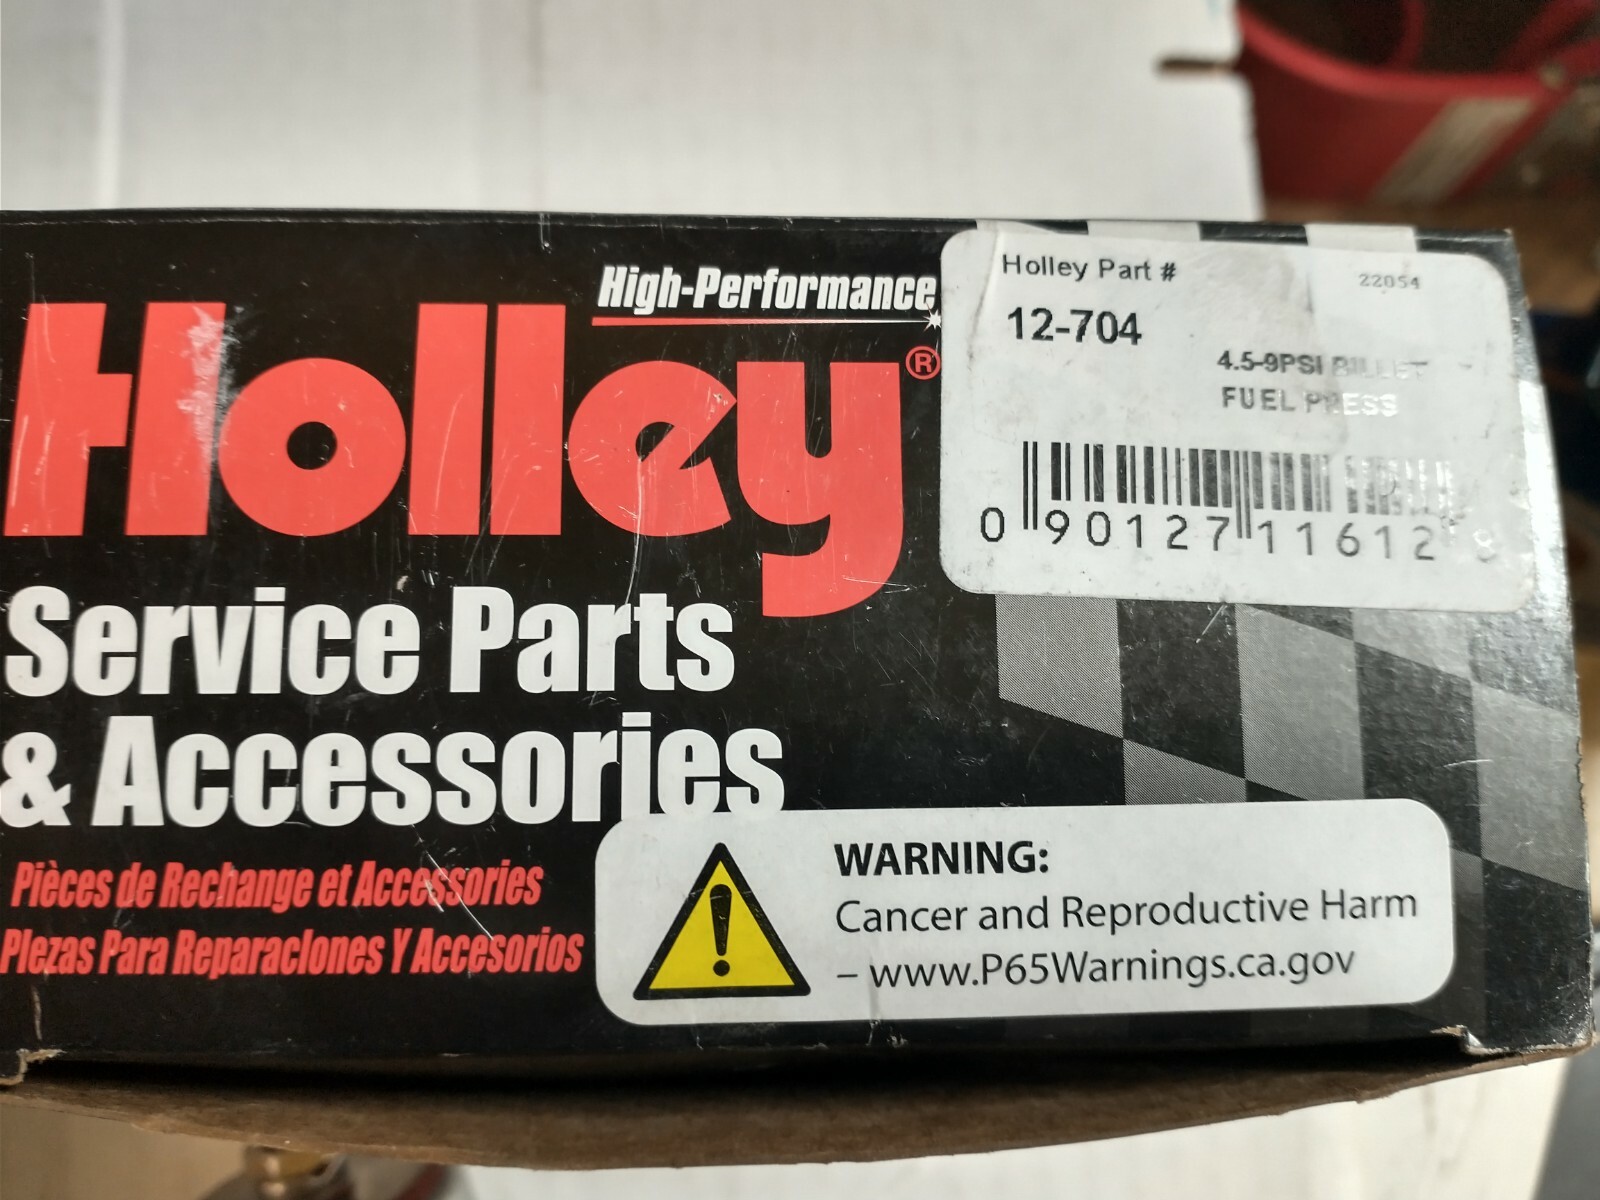 High-Performance
Holley®
Service Parts
& Accessories
Pièces de Rechange et Accessories
Piezas Para Reparaciones Y Accesorios
Holley Part #
22054
12-704
4.5-9PSI BILLET
FUEL PRESS
0 90127 11612 8
WARNING:
Cancer and Reproductive Harm
– www.P65Warnings.ca.gov